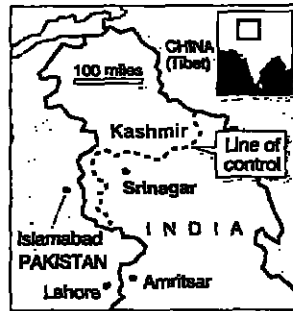 CHINA
(Tibet)
100 miles
Kashmir
Line of
control
Srinagar
INDIA
Islamabad
PAKISTAN
Lahore
Amritsar